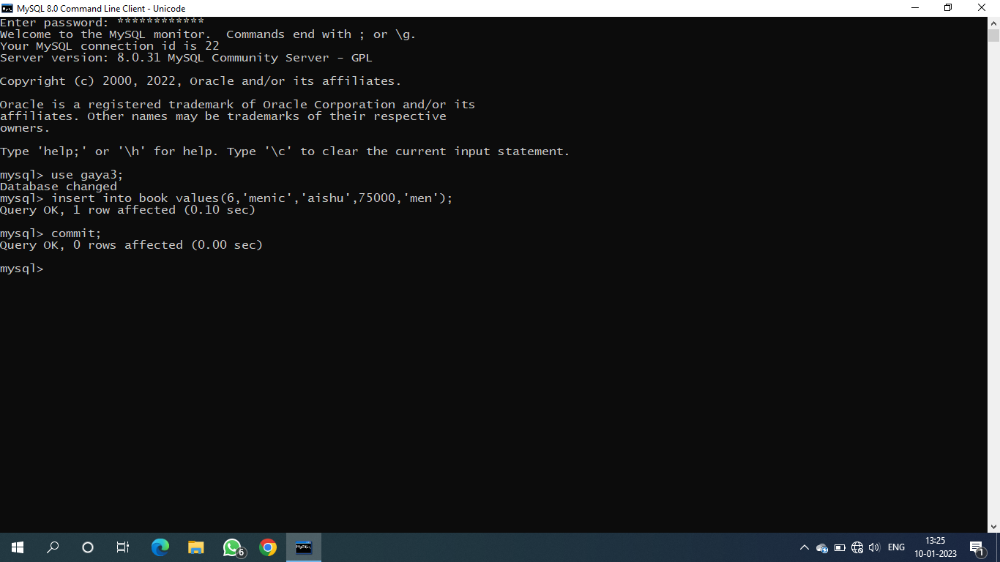 MySQL 8.0 Command Line Client - Unicode
Enter password: ************
Welcome to the MySQL monitor.  Commands end with ; or \g.
Your MySQL connection id is 22
Server version: 8.0.31 MySQL Community Server - GPL
Copyright (c) 2000, 2022, Oracle and/or its affiliates.
Oracle is a registered trademark of Oracle Corporation and/or its
affiliates. Other names may be trademarks of their respective
owners.
Type 'help;' or '\h' for help. Type '\c' to clear the current input statement.
mysql> use gaya3;
Database changed
mysql> insert into book values(6,'menic','aishu',75000,'men');
Query OK, 1 row affected (0.10 sec)
mysql> commit;
Query OK, 0 rows affected (0.00 sec)
mysql>
6
ENG
13:25
10-01-2023
1